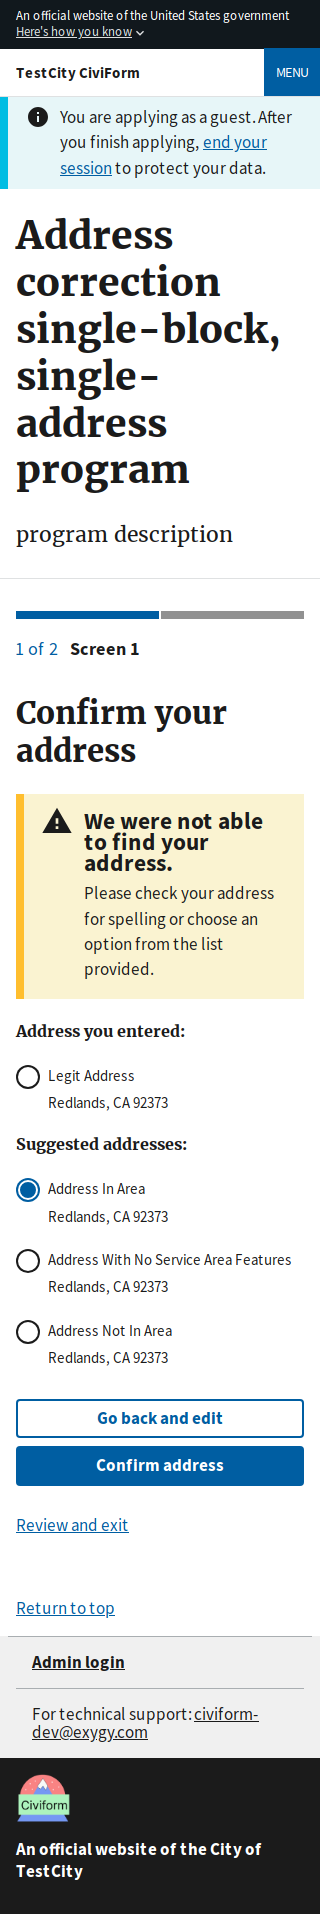 An official website of the United States government
Here's how you know
TestCity CiviForm
MENU
You are applying as a guest. After
you finish applying, end your
session to protect your data.
Address
correction
single-block,
single-
address
program
program description
1 of 2 Screen 1
Confirm your
address
We were not able
to find your
address.
Please check your address
for spelling or choose an
option from the list
provided.
Address you entered:
Legit Address
Redlands, CA 92373
Suggested addresses:
Address In Area
Redlands, CA 92373
Address With No Service Area Features
Redlands, CA 92373
Address Not In Area
Redlands, CA 92373
Go back and edit
Confirm address
Review and exit
Return to top
Admin login
For technical support: civiform-
dev@exygy.com
Civiform
An official website of the City of
TestCity